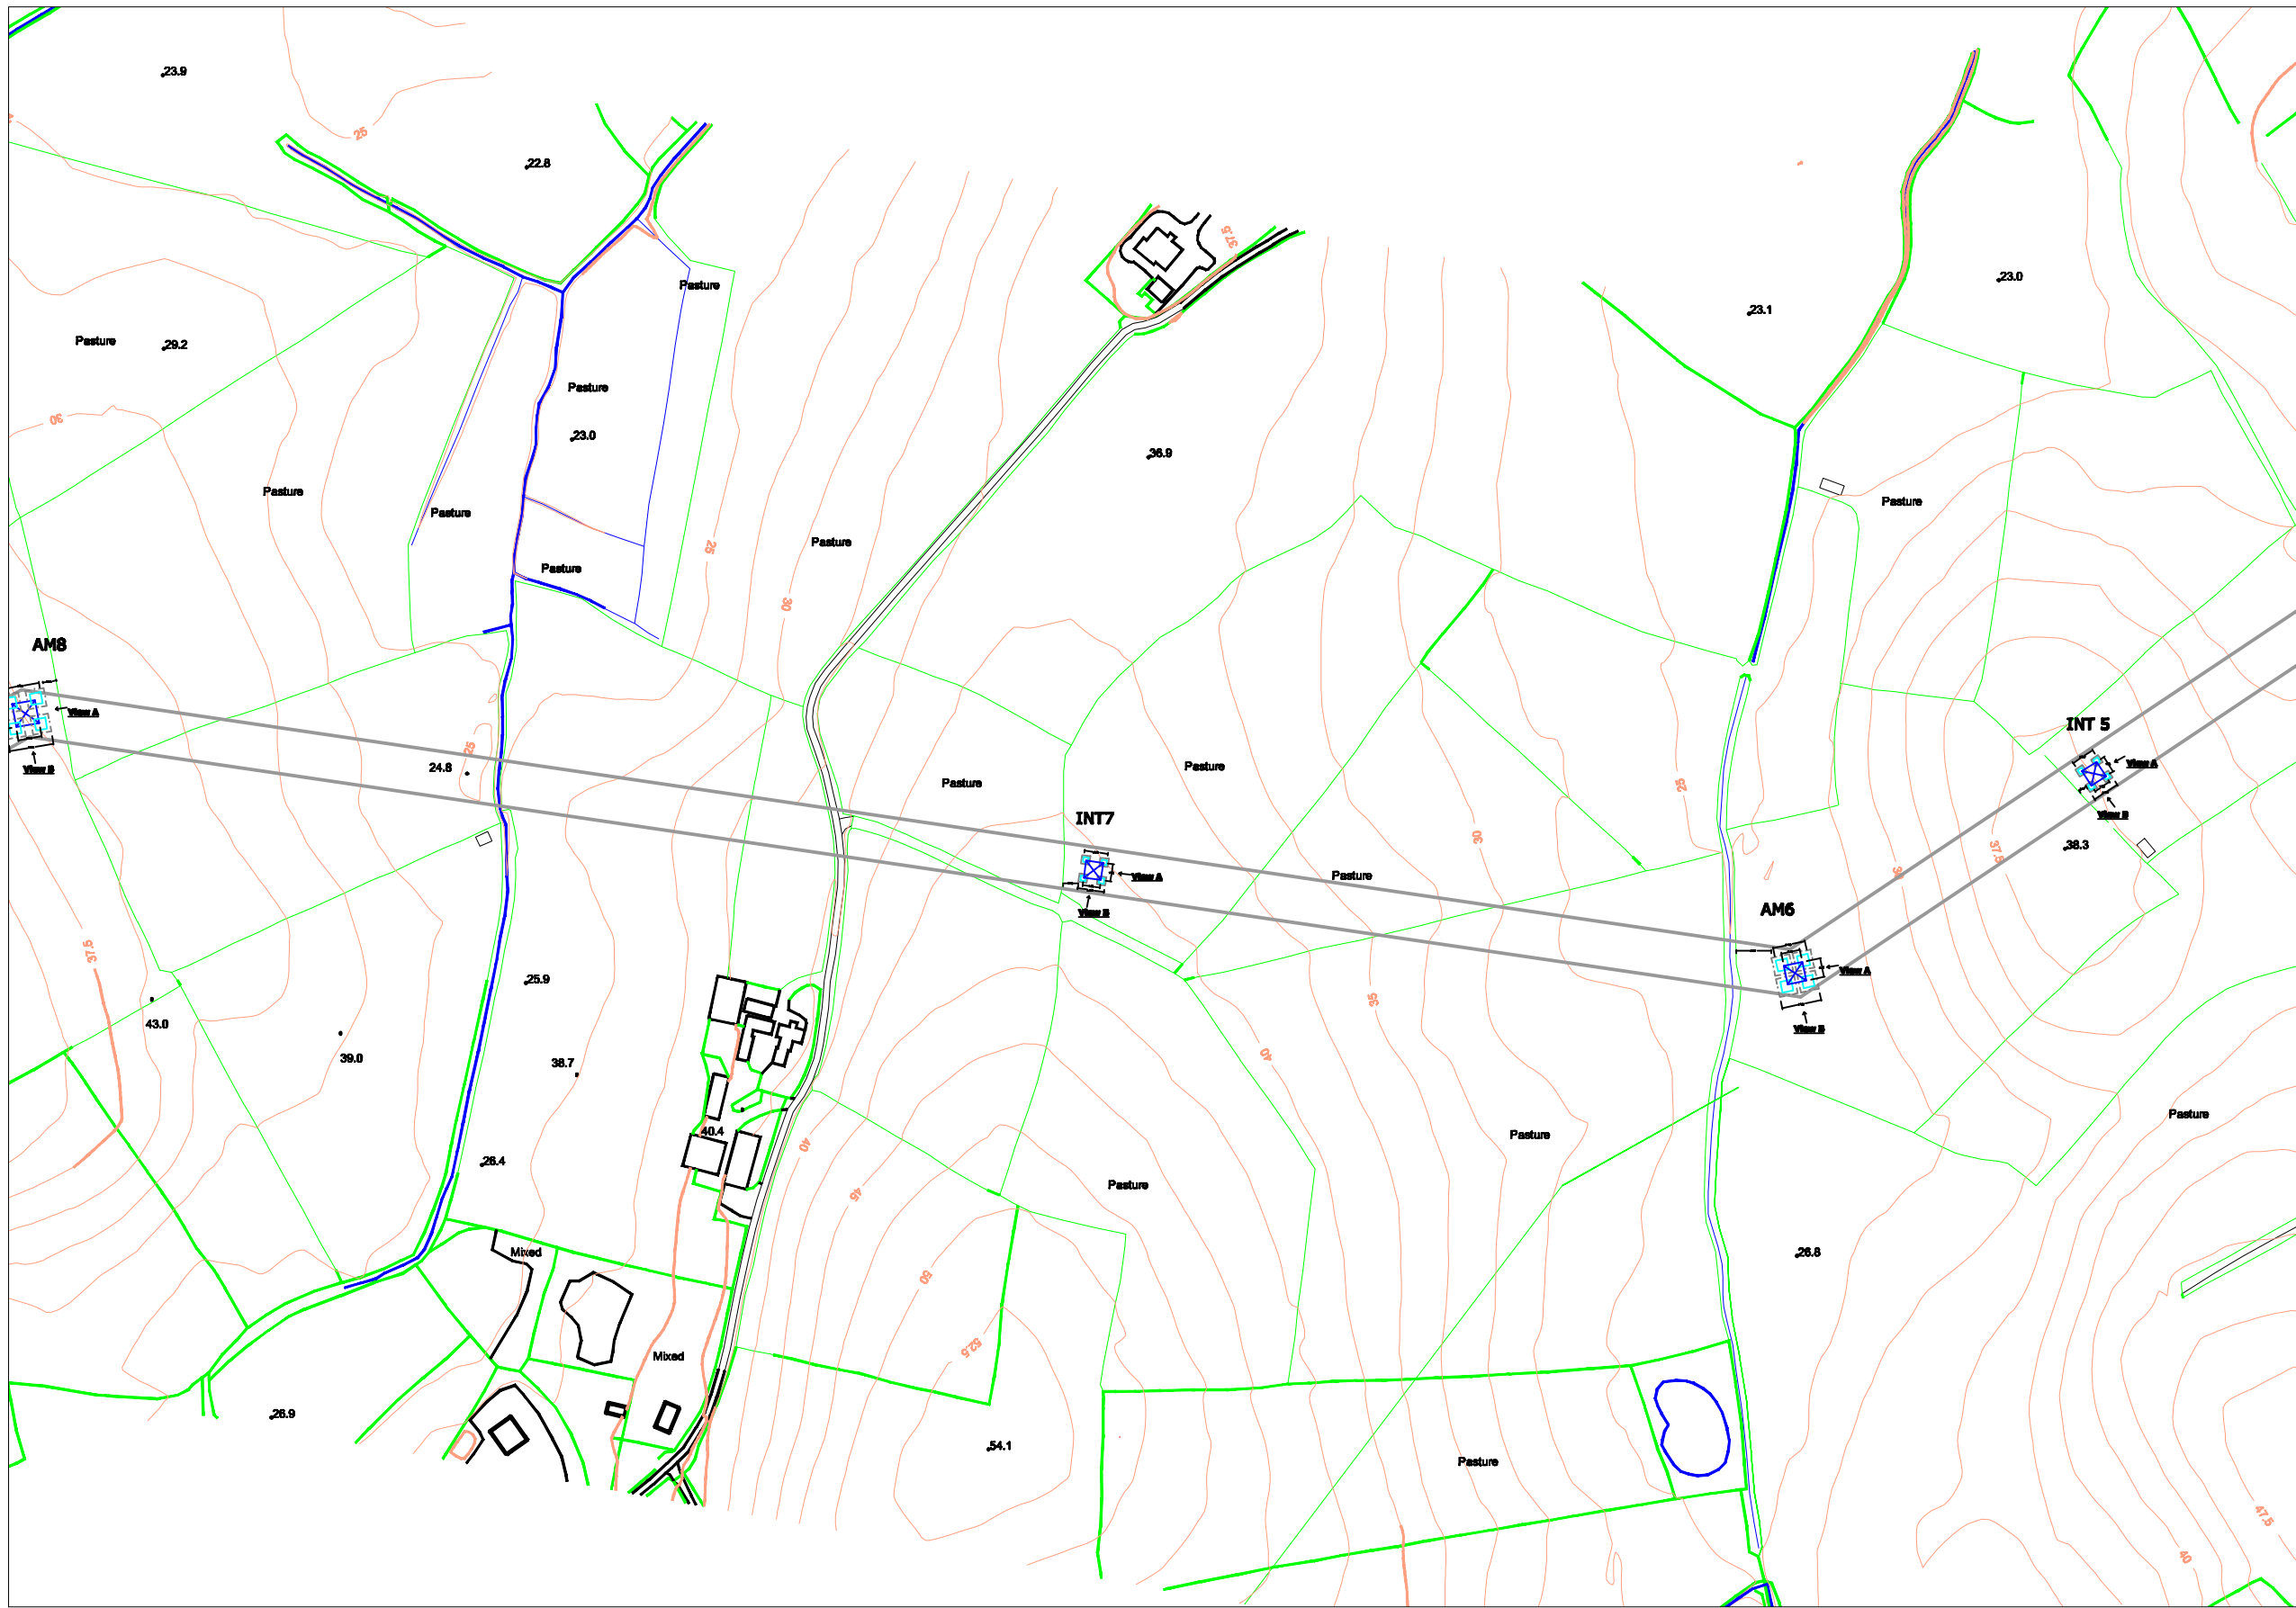 23.9
25
22.8
37.5
23.0
Pasture
23.1
Pasture
29.2
Pasture
30
23.0
36.9
Pasture
Pasture
Pasture
Pasture
25
Pasture
30
AM8
View A
View B
25
24.8
Pasture
Pasture
INT 5
View A
View B
25
INT7
30
37.5
38.3
View A
Pasture
View B
35
AM6
37.5
View A
25.9
35
43.0
View B
39.0
38.7
40
40.4
40
Pasture
Pasture
26.4
Pasture
45
Mixed
26.8
50
52.5
Mixed
26.9
54.1
Pasture
47.5
40